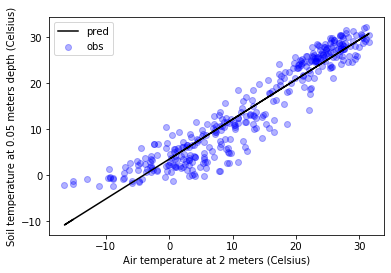 pred
obs
30
20
10
0
−10
Soil temperature at 0.05 meters depth (Celsius)
−10
0
10
20
30
Air temperature at 2 meters (Celsius)